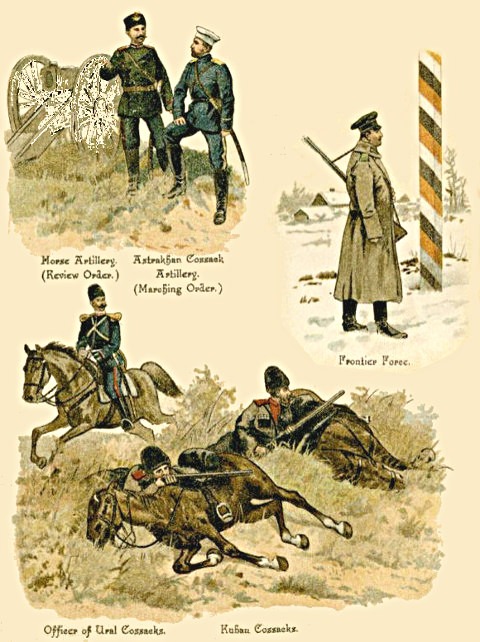 Horse Artillery.
(Review Order.)
Astrakhan Cossack
Artillery.
(Marching Order.)
Frontier Force.
Officer of Ural Cossacks.
Kuban Cossacks.